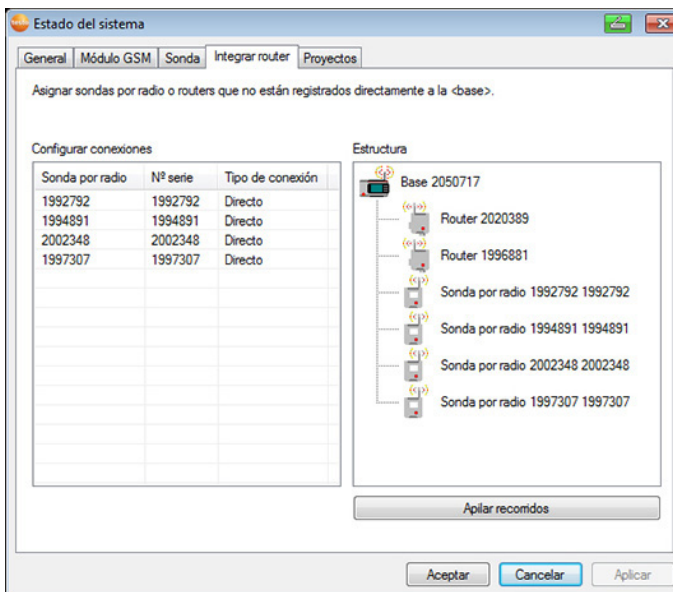 testo Estado del sistema
General Módulo GSM Sonda Integrar router Proyectos
Asignar sondas por radio o routers que no están registrados directamente a la <base>.
Configurar conexiones
Sonda por radio Nº serie Tipo de conexión
1992792 1992792 Directo
1994891 1994891 Directo
2002348 2002348 Directo
1997307 1997307 Directo
Estructura
Base 2050717
Router 2020389
Router 1996881
Sonda por radio 1992792 1992792
Sonda por radio 1994891 1994891
Sonda por radio 2002348 2002348
Sonda por radio 1997307 1997307
Apilar recorridos
Aceptar Cancelar Aplicar